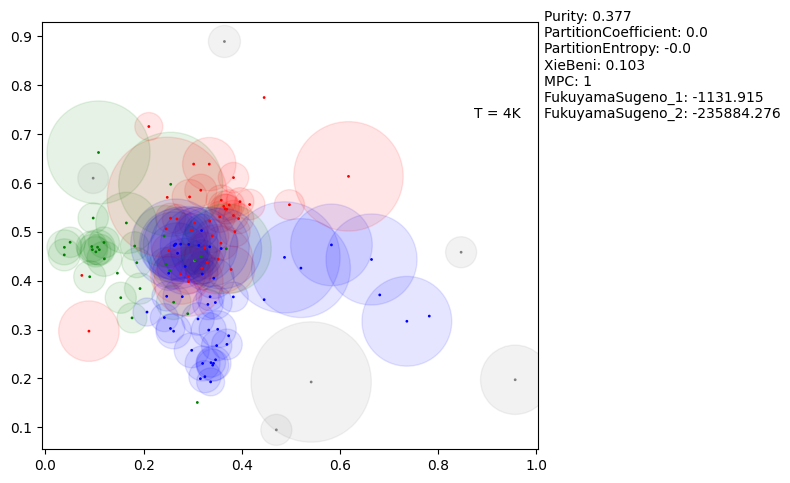 Purity: 0.377
PartitionCoefficient: 0.0
PartitionEntropy: -0.0
XieBeni: 0.103
MPC: 1
FukuyamaSugeno_1: -1131.915
FukuyamaSugeno_2: -235884.276
T = 4K
0.9
0.8
0.7
0.6
0.5
0.4
0.3
0.2
0.1
0.0 0.2 0.4 0.6 0.8 1.0